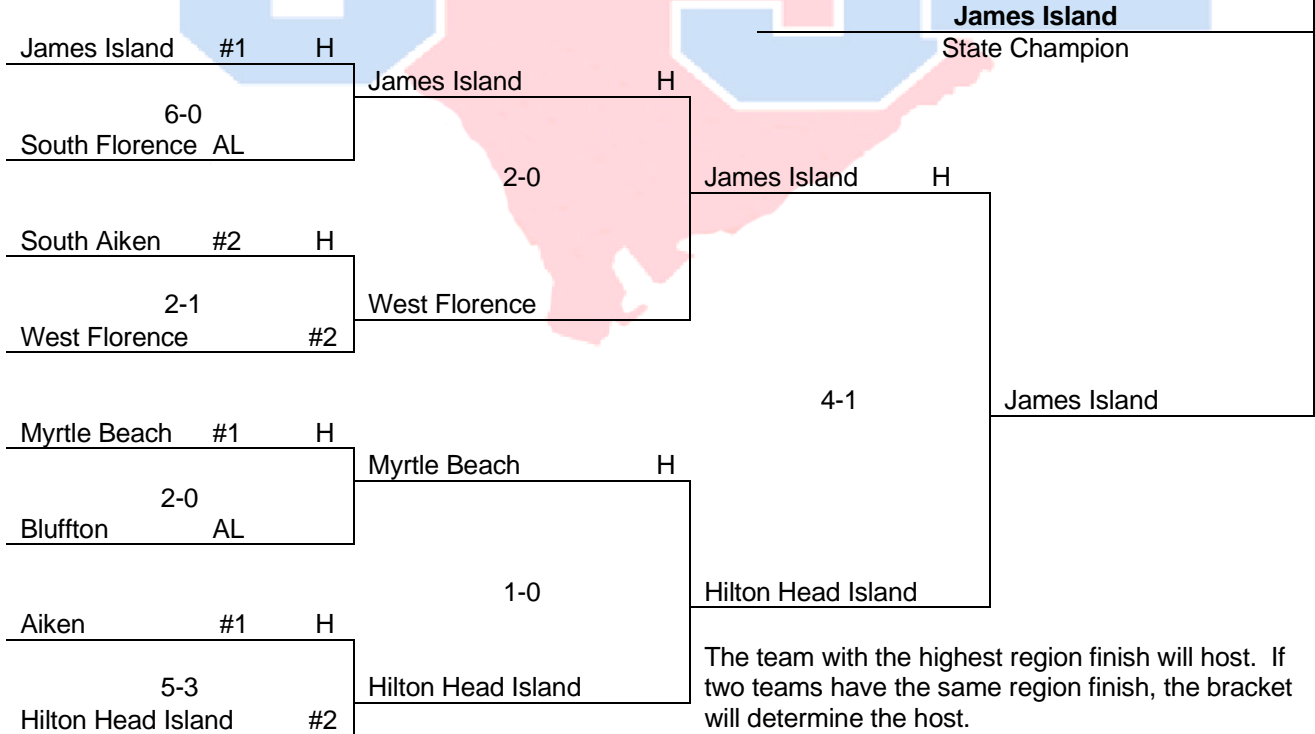 James Island
State Champion
James Island #1 H
6-0
South Florence AL
James Island H
2-0
James Island H
South Aiken #2 H
2-1
West Florence #2
West Florence
4-1
James Island
Myrtle Beach #1 H
2-0
Bluffton AL
Myrtle Beach H
1-0
Hilton Head Island
Aiken #1 H
5-3
Hilton Head Island #2
Hilton Head Island
The team with the highest region finish will host. If
two teams have the same region finish, the bracket
will determine the host.